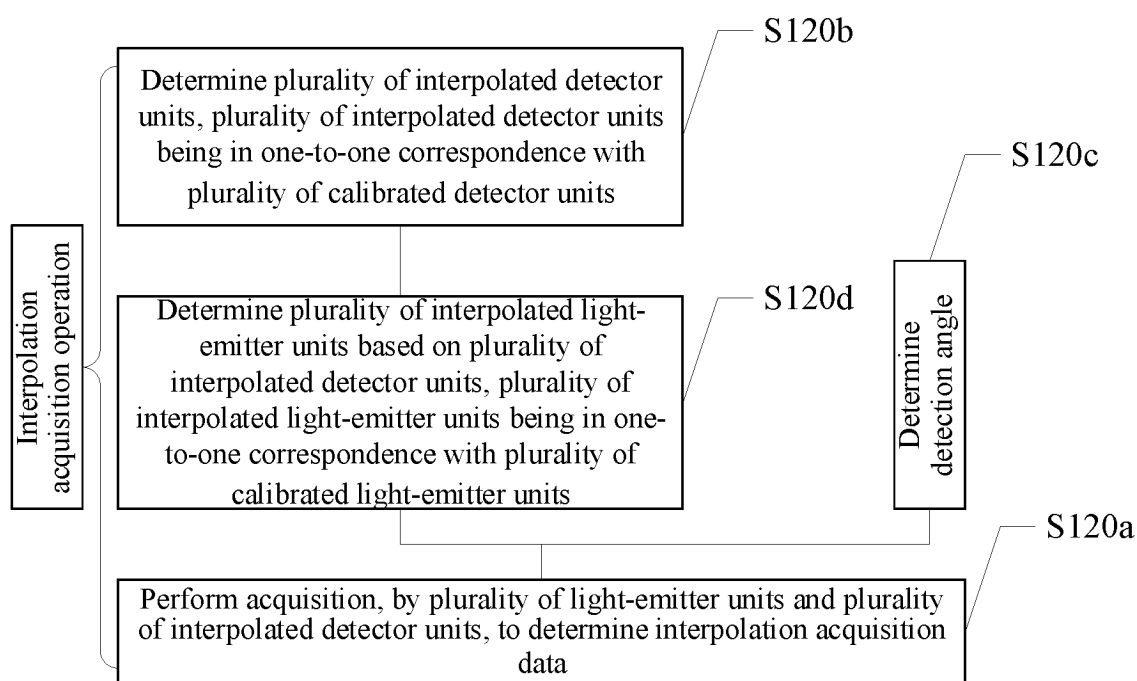 S120b
Determine plurality of interpolated detector
units, plurality of interpolated detector units
being in one-to-one correspondence with
plurality of calibrated detector units
S120c
Interpolation
acquisition operation
S120d
Determine plurality of interpolated light-
emitter units based on plurality of
interpolated detector units, plurality of
interpolated light-emitter units being in one-
to-one correspondence with plurality of
calibrated light-emitter units
Determine
detection angle
S120a
Perform acquisition, by plurality of light-emitter units and plurality
of interpolated detector units, to determine interpolation acquisition
data